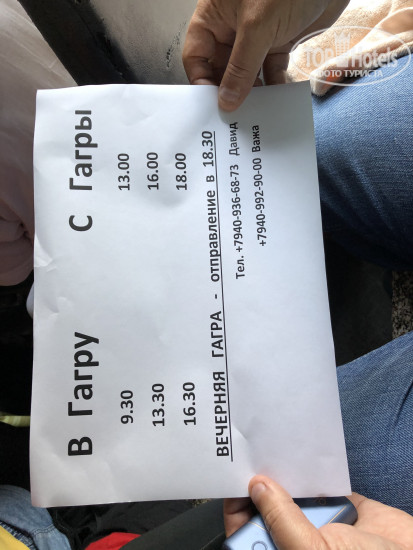 В Гагру С Гагры
9.30 13.00
13.30 16.00
16.30 18.00
ВЕЧЕРНЯЯ ГАГРА - отправление в 18.30
Тел. +7940-936-68-73 Давид
+7940-992-90-00 Важа
TopHotels
ФОТО ТУРИСТА